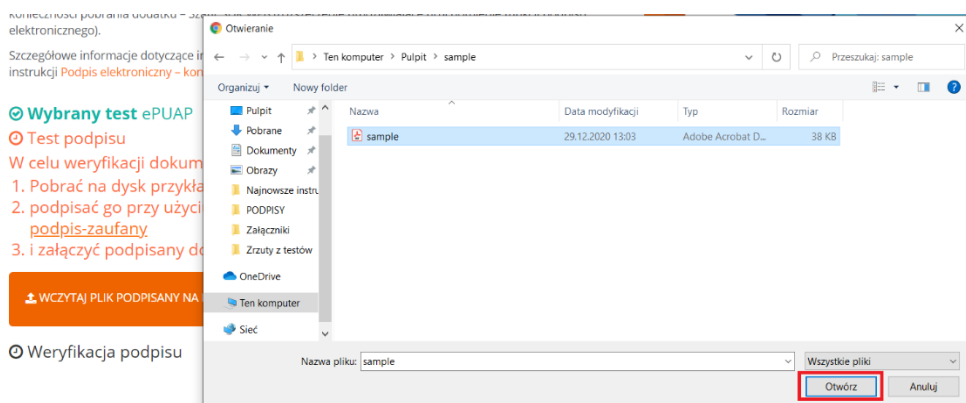 elektronicznego).
Szczegółowe informacje dotyczące in
instrukcji Podpis elektroniczny – kon
Wybrany test ePUAP
Test podpisu
W celu weryfikacji dokum
1. Pobrać na dysk przykła
2. podpisać go przy użyci
podpis-zaufany
3. i załączyć podpisany do
WCZYTAJ PLIK PODPISANY NA
Weryfikacja podpisu
Otwieranie
Ten komputer > Pulpit > sample
Przeszukaj: sample
Organizuj
Nowy folder
Nazwa
Data modyfikacji
Typ
Rozmiar
sample
29.12.2020 13:03
Adobe Acrobat D...
38 KB
Pulpit
Pobrane
Dokumenty
Obrazy
Najnowsze instru
PODPISY
Załączniki
Zrzuty z testów
OneDrive
Ten komputer
Sieć
Nazwa pliku: sample
Wszystkie pliki
Otwórz
Anuluj